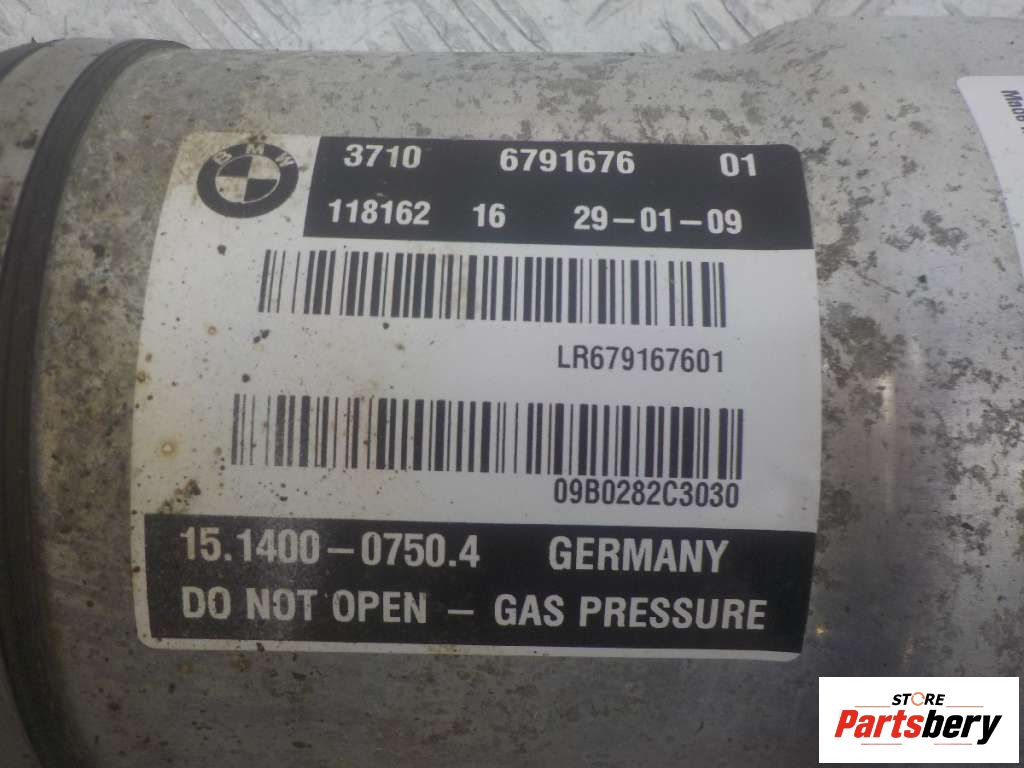 BMW
3710 6791676 01
118162 16 29-01-09
LR679167601
09B0282C3030
15.1400-0750.4 GERMANY
DO NOT OPEN - GAS PRESSURE
Made
STORE
Partsbery